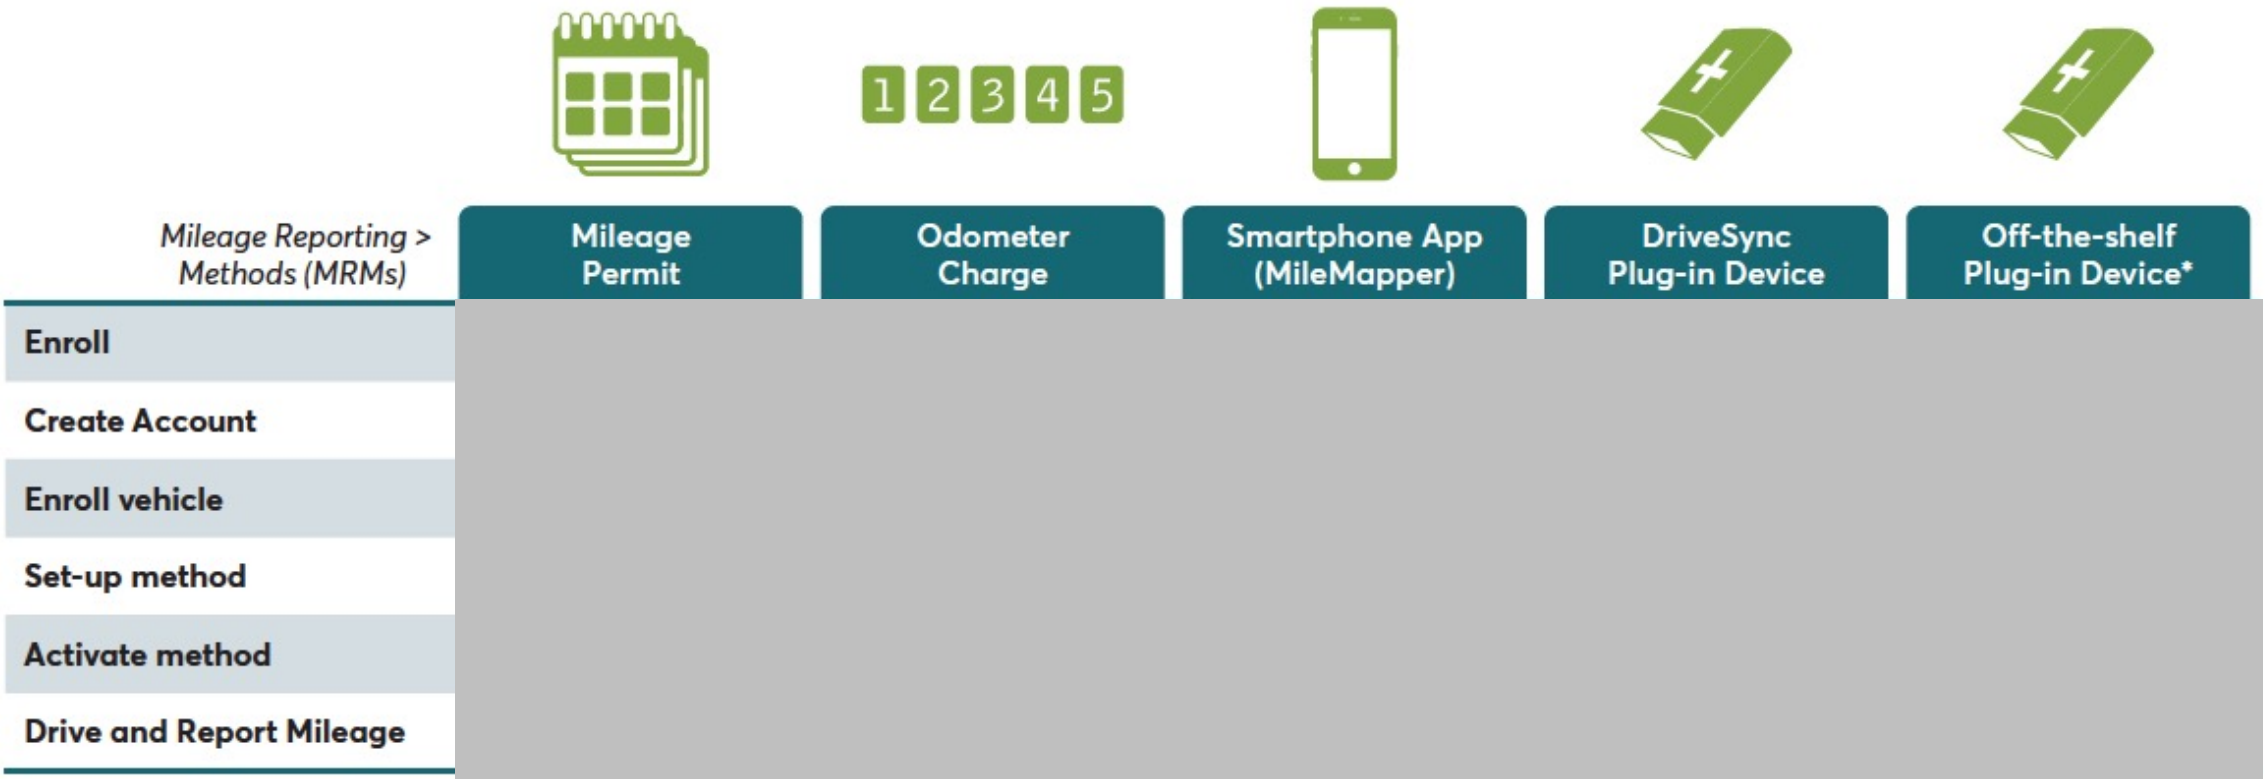 1 2 3 4 5
Mileage Reporting >
Methods (MRMs)
Mileage
Permit
Odometer
Charge
Smartphone App
(MileMapper)
DriveSync
Plug-in Device
Off-the-shelf
Plug-in Device*
Enroll
Create Account
Enroll vehicle
Set-up method
Activate method
Drive and Report Mileage